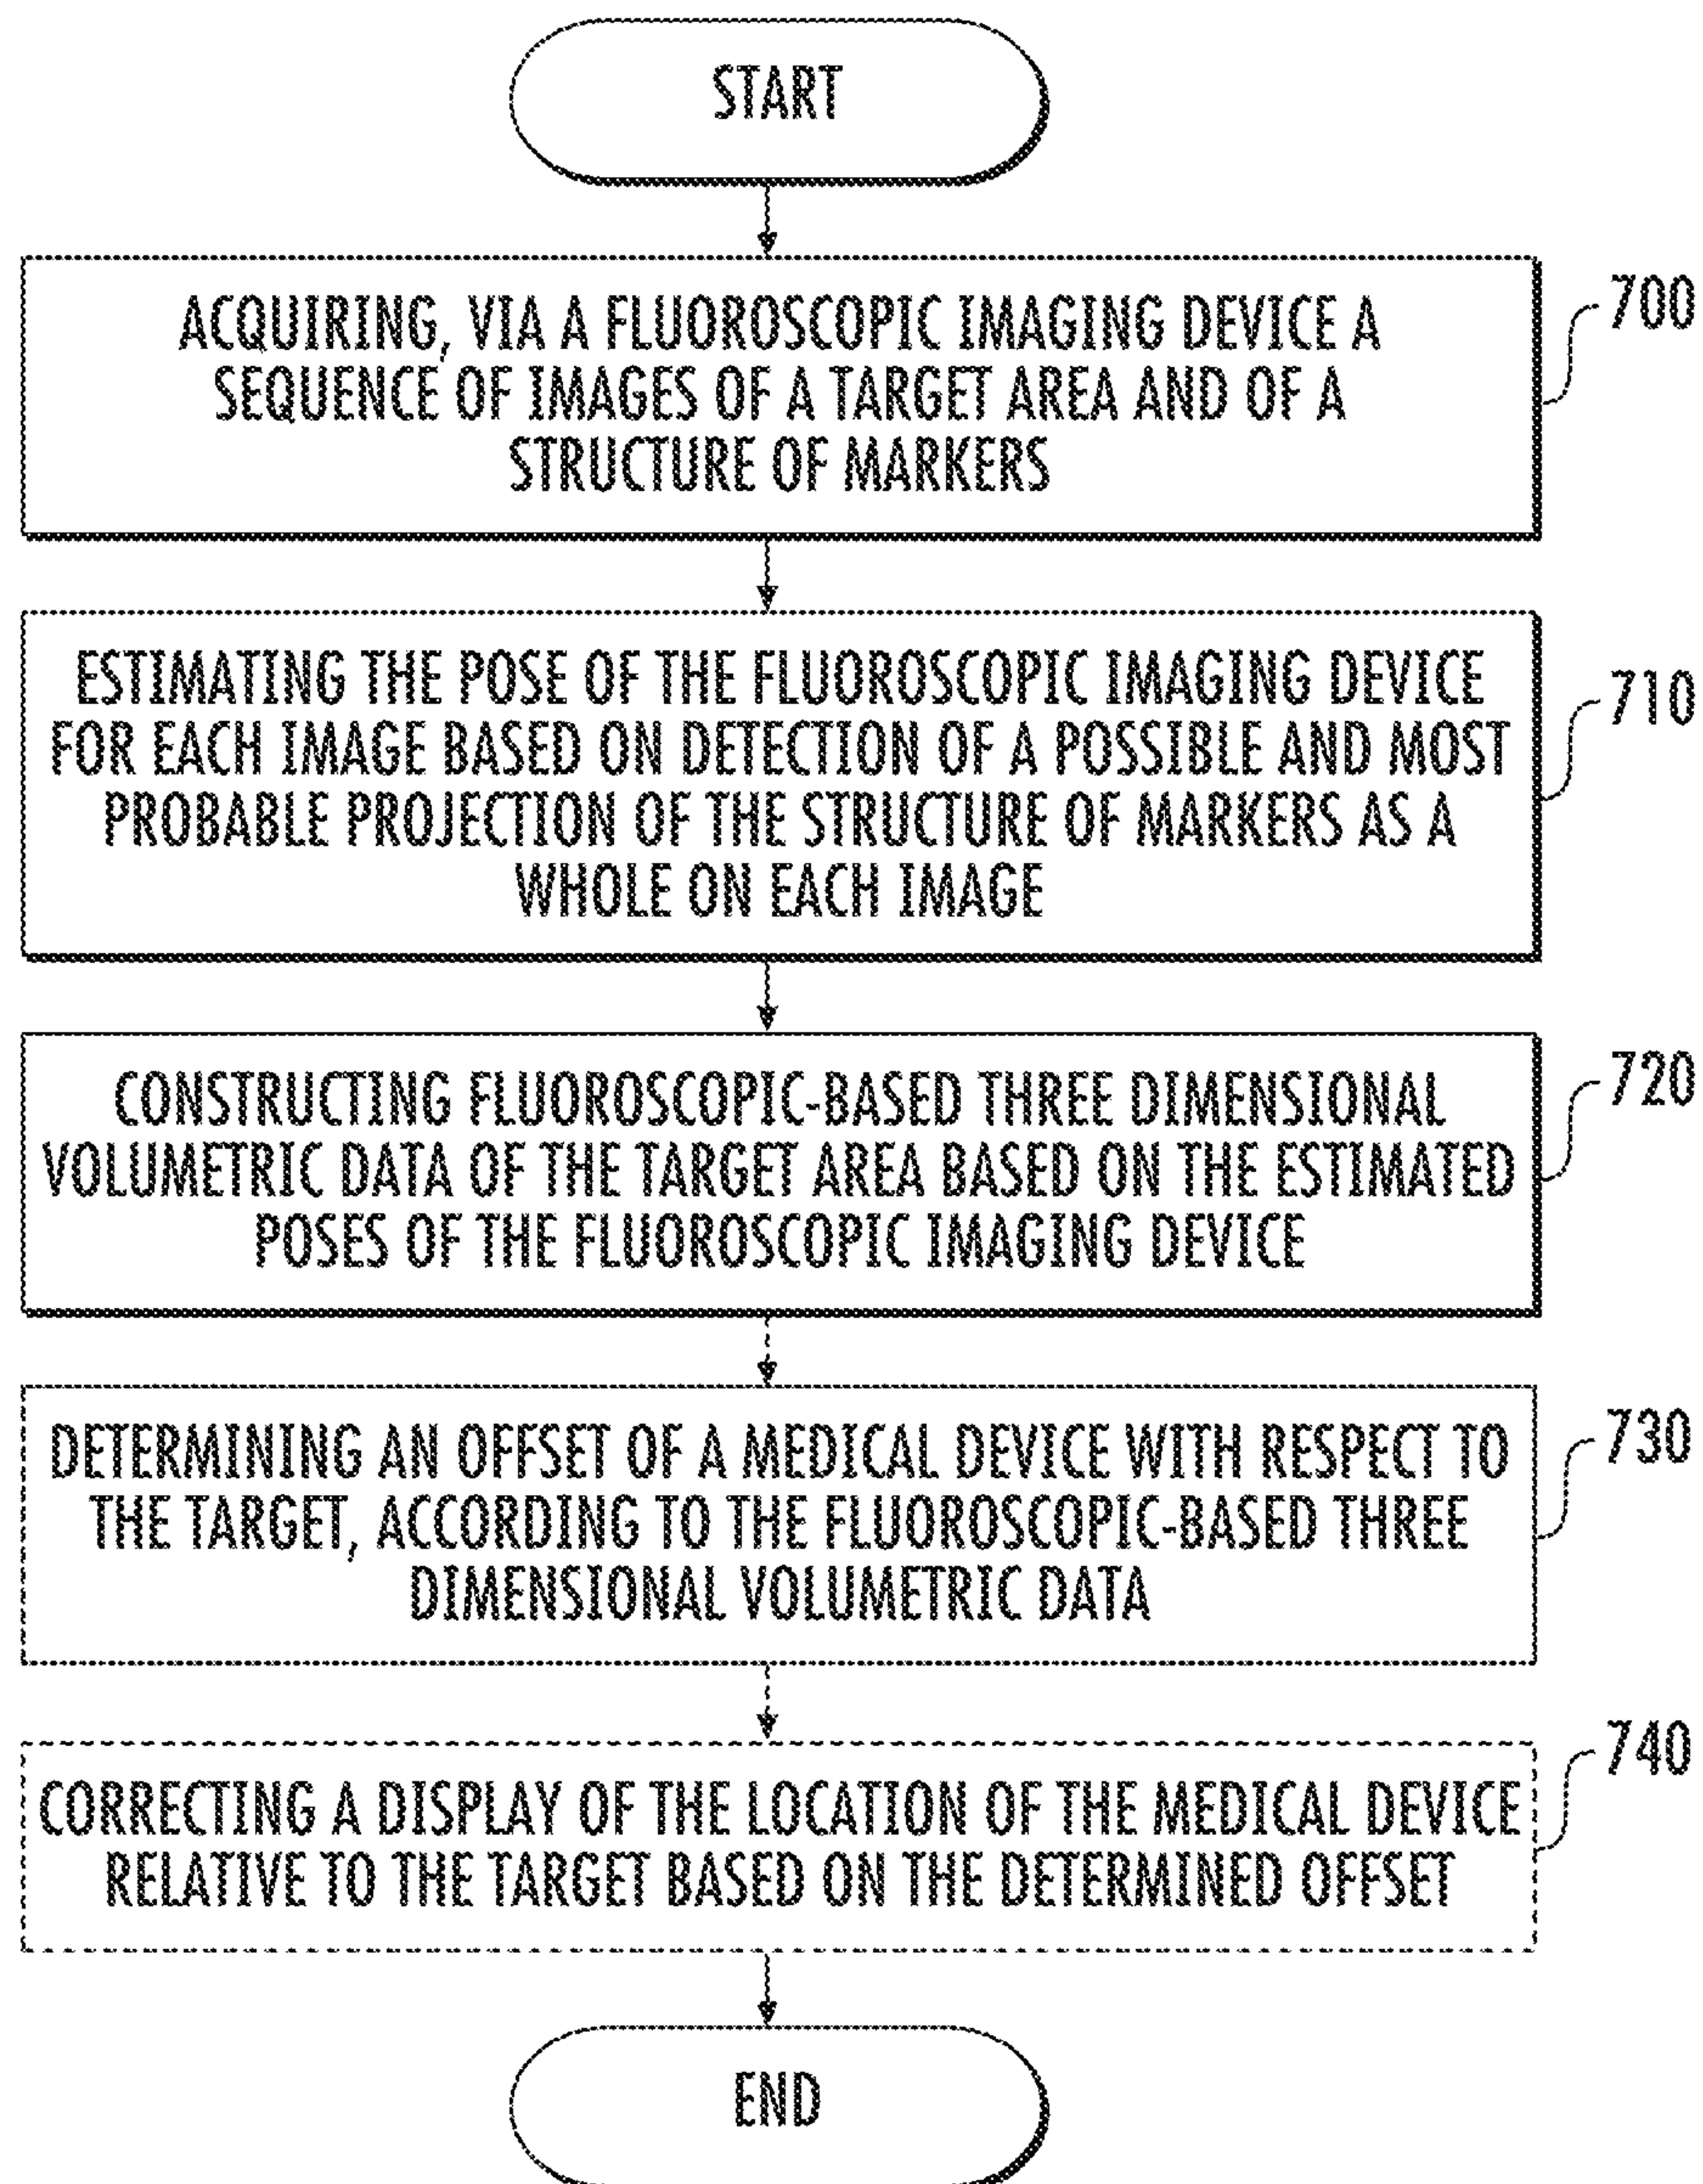 START
ACQUIRING, VIA A FLUOROSCOPIC IMAGING DEVICE A
SEQUENCE OF IMAGES OF A TARGET AREA AND OF A
STRUCTURE OF MARKERS
700
ESTIMATING THE POSE OF THE FLUOROSCOPIC IMAGING DEVICE
FOR EACH IMAGE BASED ON DETECTION OF A POSSIBLE AND MOST
PROBABLE PROJECTION OF THE STRUCTURE OF MARKERS AS A
WHOLE ON EACH IMAGE
710
CONSTRUCTING FLUOROSCOPIC-BASED THREE DIMENSIONAL
VOLUMETRIC DATA OF THE TARGET AREA BASED ON THE ESTIMATED
POSES OF THE FLUOROSCOPIC IMAGING DEVICE
720
DETERMINING AN OFFSET OF A MEDICAL DEVICE WITH RESPECT TO
THE TARGET, ACCORDING TO THE FLUOROSCOPIC-BASED THREE
DIMENSIONAL VOLUMETRIC DATA
730
CORRECTING A DISPLAY OF THE LOCATION OF THE MEDICAL DEVICE
RELATIVE TO THE TARGET BASED ON THE DETERMINED OFFSET
740
END